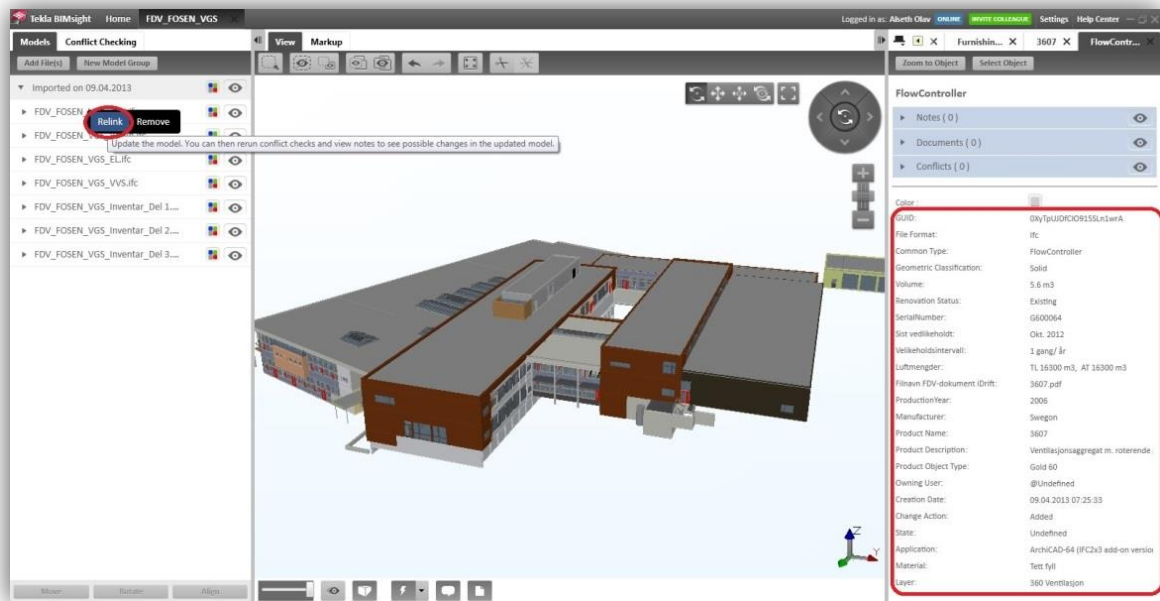 Tekla BIMsight Home FDV_FOSEN_VGS Logged in as: Alseth Olav ONLINE INVITE COLLEAGUE Settings Help Center
Models Conflict Checking
Add File(s) New Model Group
Imported on 09.04.2013
FDV_FOSEN_
Relink Remove
FDV_FOSEN_
Update the model. You can then rerun conflict checks and view notes to see possible changes in the updated model.
FDV_FOSEN_VGS_EL.ifc
FDV_FOSEN_VGS_VVS.ifc
FDV_FOSEN_VGS_Inventar_Del 1....
FDV_FOSEN_VGS_Inventar_Del 2....
FDV_FOSEN_VGS_Inventar_Del 3....
Move Rotate Align
View Markup
Z
Y
Furnishin... 3607 FlowContr...
Zoom to Object Select Object
FlowController
Notes ( 0 )
Documents ( 0 )
Conflicts ( 0 )
Color :
GUID:
File Format: ifc
Common Type: FlowController
Geometric Classification: Solid
Volume: 5.6 m3
Renovation Status: Existing
SerialNumber: G600064
Sist vedlikeholdt: Okt. 2012
Velikeholdsintervall: 1 gang/ år
Luftmengder: TL 16300 m3, AT 16300 m3
Filnavn FDV-dokument iDrift: 3607.pdf
ProductionYear: 2006
Manufacturer: Swegon
Product Name: 3607
Product Description: Ventilasjonsaggregat m. roterende
Product Object Type: Gold 60
Owning User: @Undefined
Creation Date: 09.04.2013 07:25:33
Change Action: Added
State: Undefined
Application: ArchiCAD-64 (IFC2x3 add-on version
Material: Tett fyll
Layer: 360 Ventilasjon